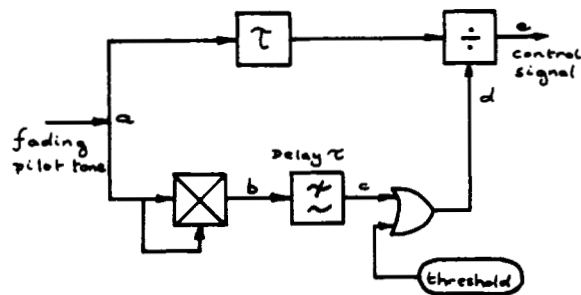 τ
÷
e
control
signal
a
d
fading
pilot tone
Delay τ
b
c
threshold